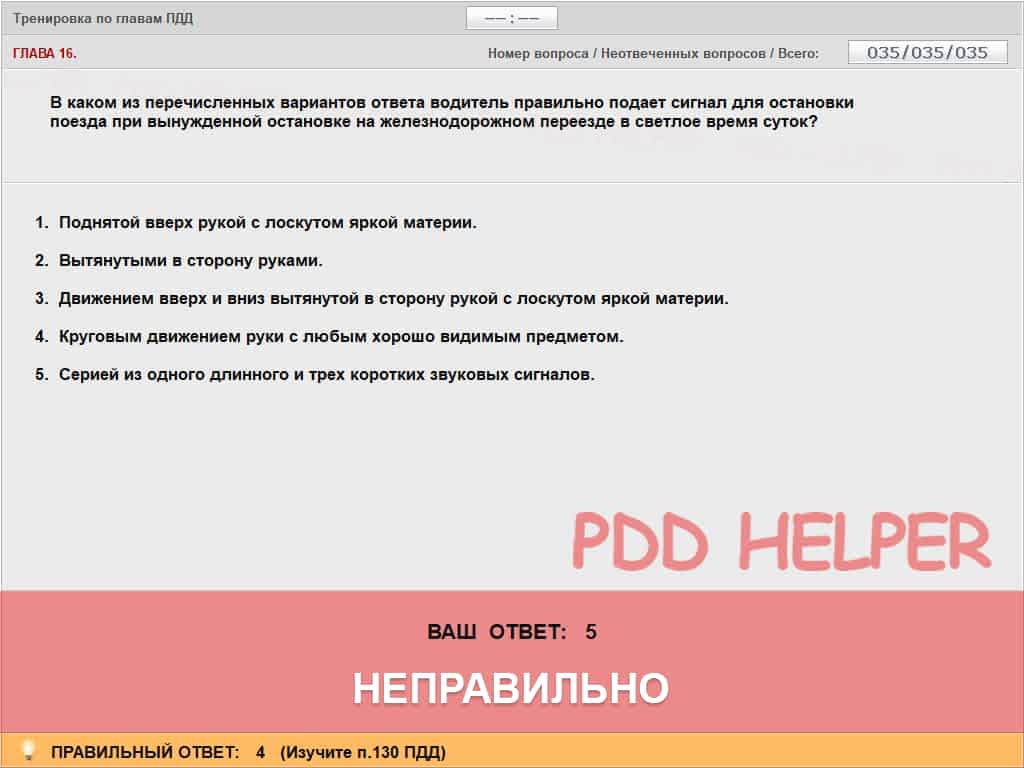 Тренировка по главам ПДД
–– : ––
ГЛАВА 16.
Номер вопроса / Неотвеченных вопросов / Всего:
035/035/035
В каком из перечисленных вариантов ответа водитель правильно подает сигнал для остановки
поезда при вынужденной остановке на железнодорожном переезде в светлое время суток?
1. Поднятой вверх рукой с лоскутом яркой материи.
2. Вытянутыми в сторону руками.
3. Движением вверх и вниз вытянутой в сторону рукой с лоскутом яркой материи.
4. Круговым движением руки с любым хорошо видимым предметом.
5. Серией из одного длинного и трех коротких звуковых сигналов.
PDD HELPER
ВАШ ОТВЕТ: 5
НЕПРАВИЛЬНО
ПРАВИЛЬНЫЙ ОТВЕТ: 4 (Изучите п.130 ПДД)